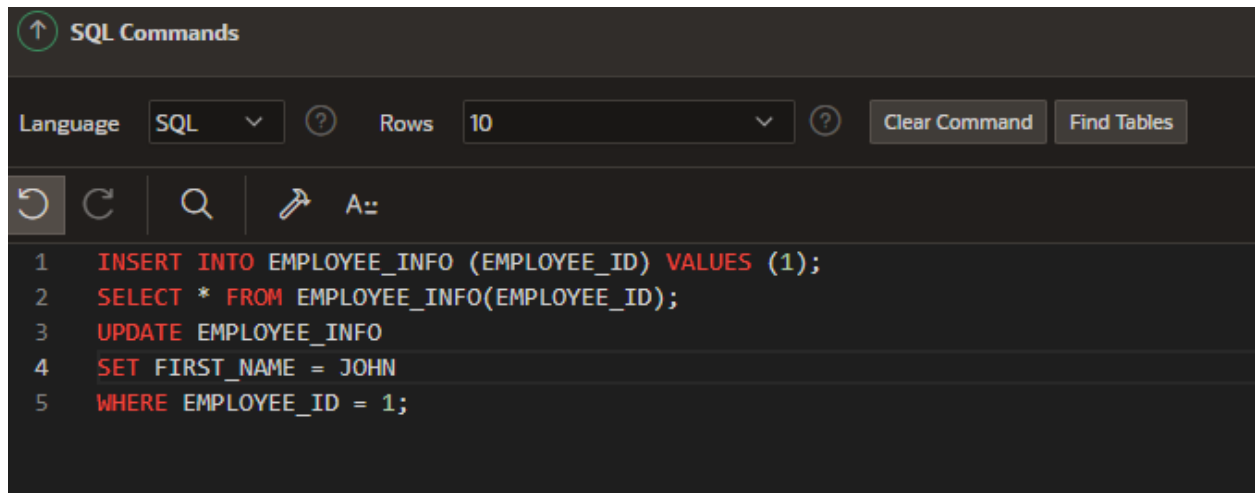 SQL Commands
Language SQL ? Rows 10 ? Clear Command Find Tables
A::
1 INSERT INTO EMPLOYEE_INFO (EMPLOYEE_ID) VALUES (1);
2 SELECT * FROM EMPLOYEE_INFO(EMPLOYEE_ID);
3 UPDATE EMPLOYEE_INFO
4 SET FIRST_NAME = JOHN
5 WHERE EMPLOYEE_ID = 1;